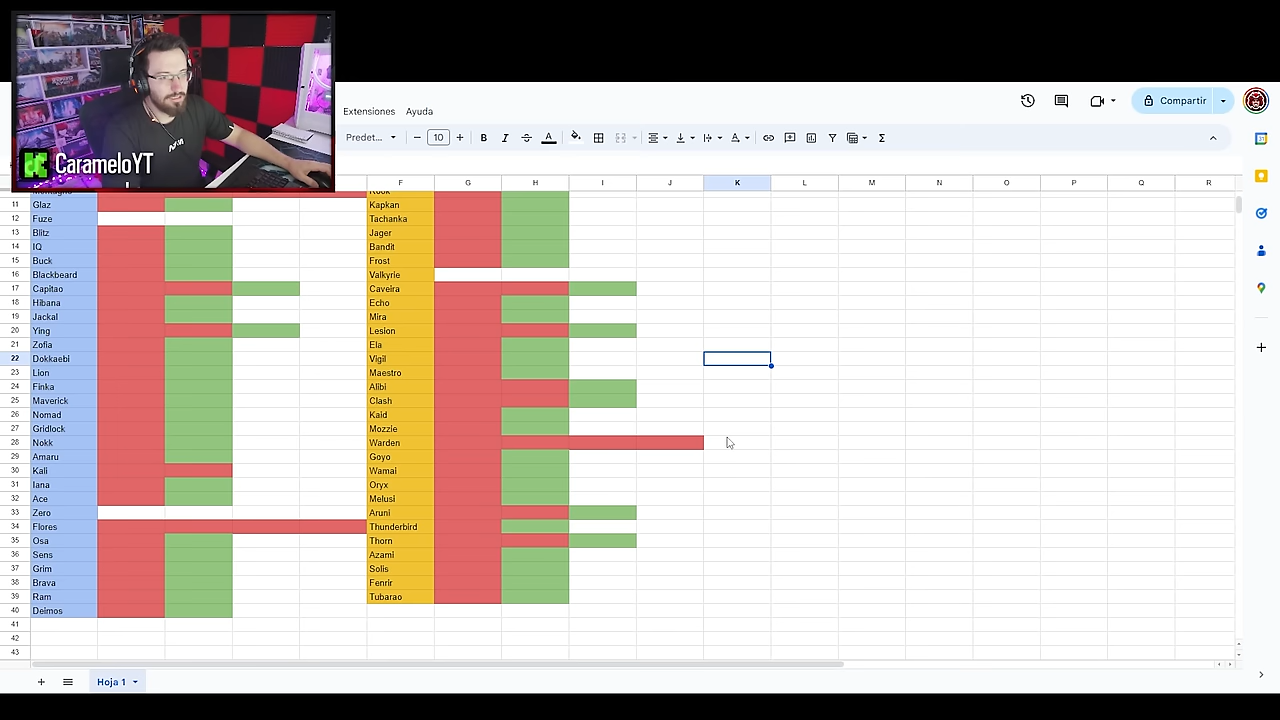 CarameloYT
Extensiones Ayuda
Compartir
Predet... 10 B I S A Σ
F G H I J K L M N O P Q R
11 Glaz Kapkan
12 Fuze Tachanka
13 Blitz Jager
14 IQ Bandit
15 Buck Frost
16 Blackbeard Valkyrie
17 Capitao Caveira
18 Hibana Echo
19 Jackal Mira
20 Ying Lesion
21 Zofia Ela
22 Dokkaebi Vigil
23 Lion Maestro
24 Finka Alibi
25 Maverick Clash
26 Nomad Kaid
27 Gridlock Mozzie
28 Nokk Warden
29 Amaru Goyo
30 Kali Wamai
31 Iana Oryx
32 Ace Melusi
33 Zero Aruni
34 Flores Thunderbird
35 Osa Thorn
36 Sens Azami
37 Grim Solis
38 Brava Fenrir
39 Ram Tubarao
40 Deimos
41
42
43
Hoja 1